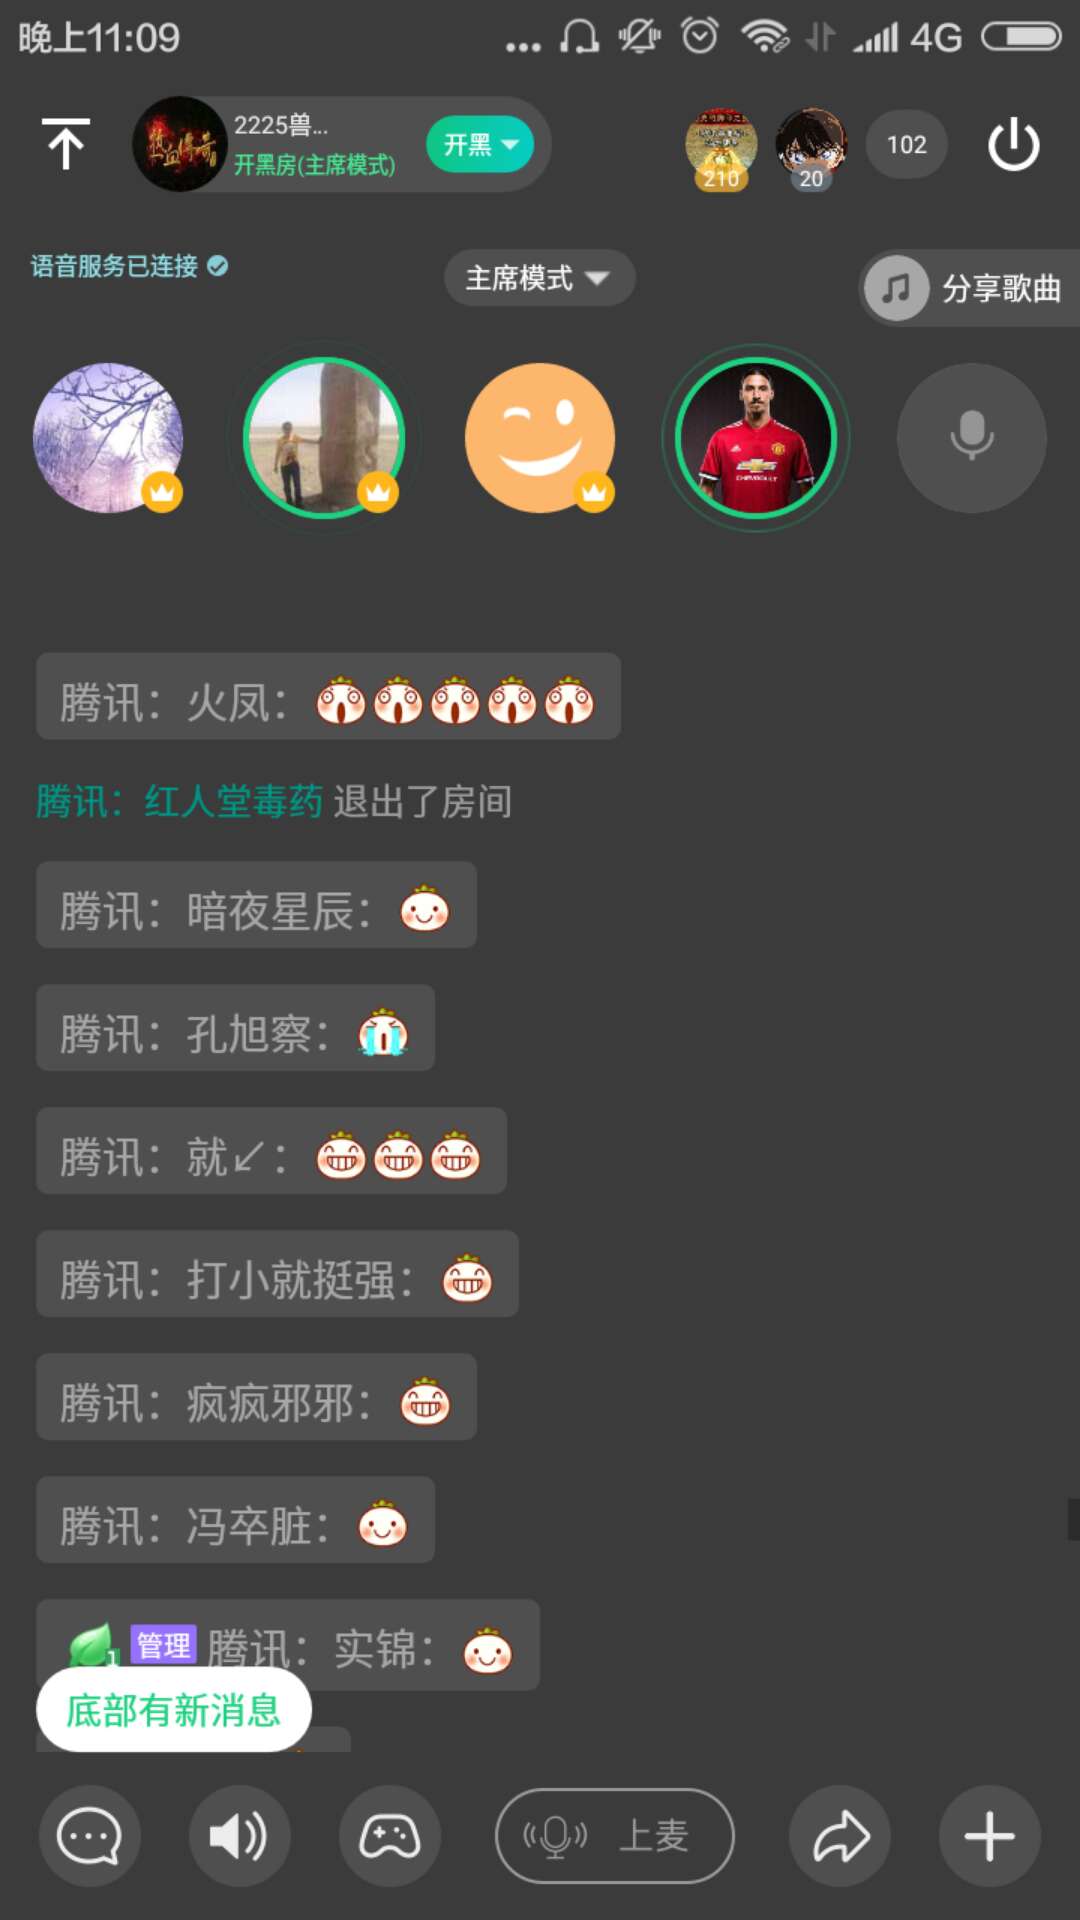 晚上11:09
4G
热血传奇
2225兽...
开黑房(主席模式)
开黑
210
20
102
语音服务已连接
主席模式
分享歌曲
CHEVROLET
腾讯：火凤：
腾讯：红人堂毒药 退出了房间
腾讯：暗夜星辰：
腾讯：孔旭察：
腾讯：就↙：
腾讯：打小就挺强：
腾讯：疯疯邪邪：
腾讯：冯卒脏：
1 管理 腾讯：实锦：
底部有新消息
上麦